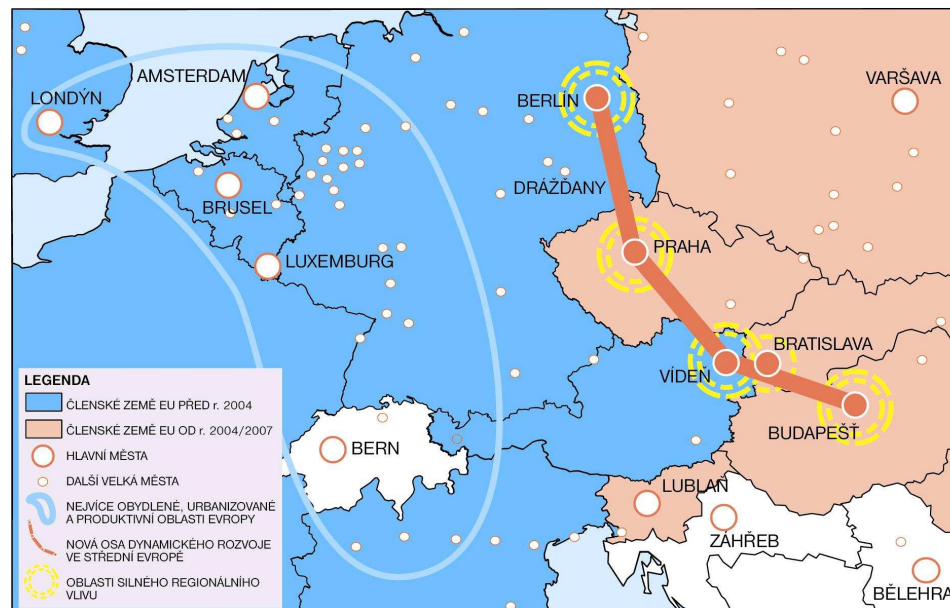 AMSTERDAM
LONDÝN
BERLÍN
VARŠAVA
DRÁŽĎANY
BRUSEL
PRAHA
LUXEMBURG
BRATISLAVA
VÍDEŇ
BUDAPEŠŤ
BERN
LUBLAŇ
ZÁHŘEB
BĚLEHRA
LEGENDA
ČLENSKÉ ZEMĚ EU PŘED r. 2004
ČLENSKÉ ZEMĚ EU OD r. 2004/2007
HLAVNÍ MĚSTA
DALŠÍ VELKÁ MĚSTA
NEJVÍCE OBYDLENÉ, URBANIZOVANÉ
A PRODUKTIVNÍ OBLASTI EVROPY
NOVÁ OSA DYNAMICKÉHO ROZVOJE
VE STŘEDNÍ EVROPĚ
OBLASTI SILNÉHO REGIONÁLNÍHO
VLIVU